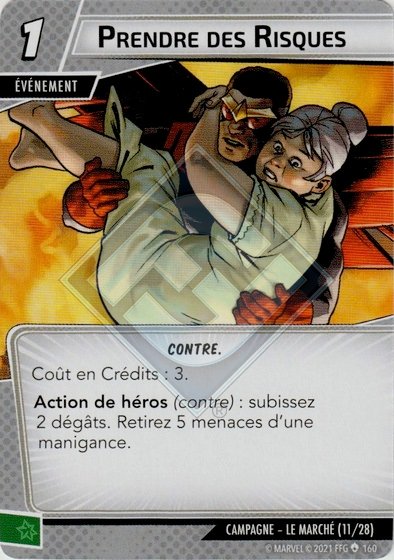 1
PRENDRE DES RISQUES
ÉVÉNEMENT
CONTRE.
Coût en Crédits : 3.
Action de héros (contre) : subissez
2 dégâts. Retirez 5 menaces d'une
manigance.
®
CAMPAGNE – LE MARCHÉ (11/28)
© MARVEL © 2021 FFG 160